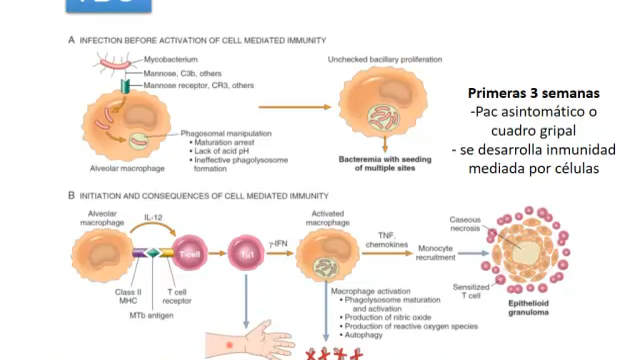 A INFECTION BEFORE ACTIVATION OF CELL MEDIATED IMMUNITY
Mycobacterium
Mannose, C3b, others
Mannose receptor, CR3, others
Phagosomal manipulation
• Maturation arrest
• Lack of acid pH
• Ineffective phagolysosome
formation
Alveolar macrophage
Unchecked bacillary proliferation
Bacteremia with seeding
of multiple sites
Primeras 3 semanas
-Pac asintomático o
cuadro gripal
- se desarrolla inmunidad
mediada por células
B INITIATION AND CONSEQUENCES OF CELL MEDIATED IMMUNITY
Alveolar
macrophage
IL-12
T-cell
TH1
γ-IFN
Activated
macrophage
TNF,
chemokines
Monocyte
recruitment
Caseous
necrosis
Sensitized
T cell
Epithelioid
granuloma
Class II
MHC
T cell
receptor
MTb antigen
Macrophage activation
• Phagolysosome maturation
and activation
• Production of nitric oxide
• Production of reactive oxygen species
• Autophagy